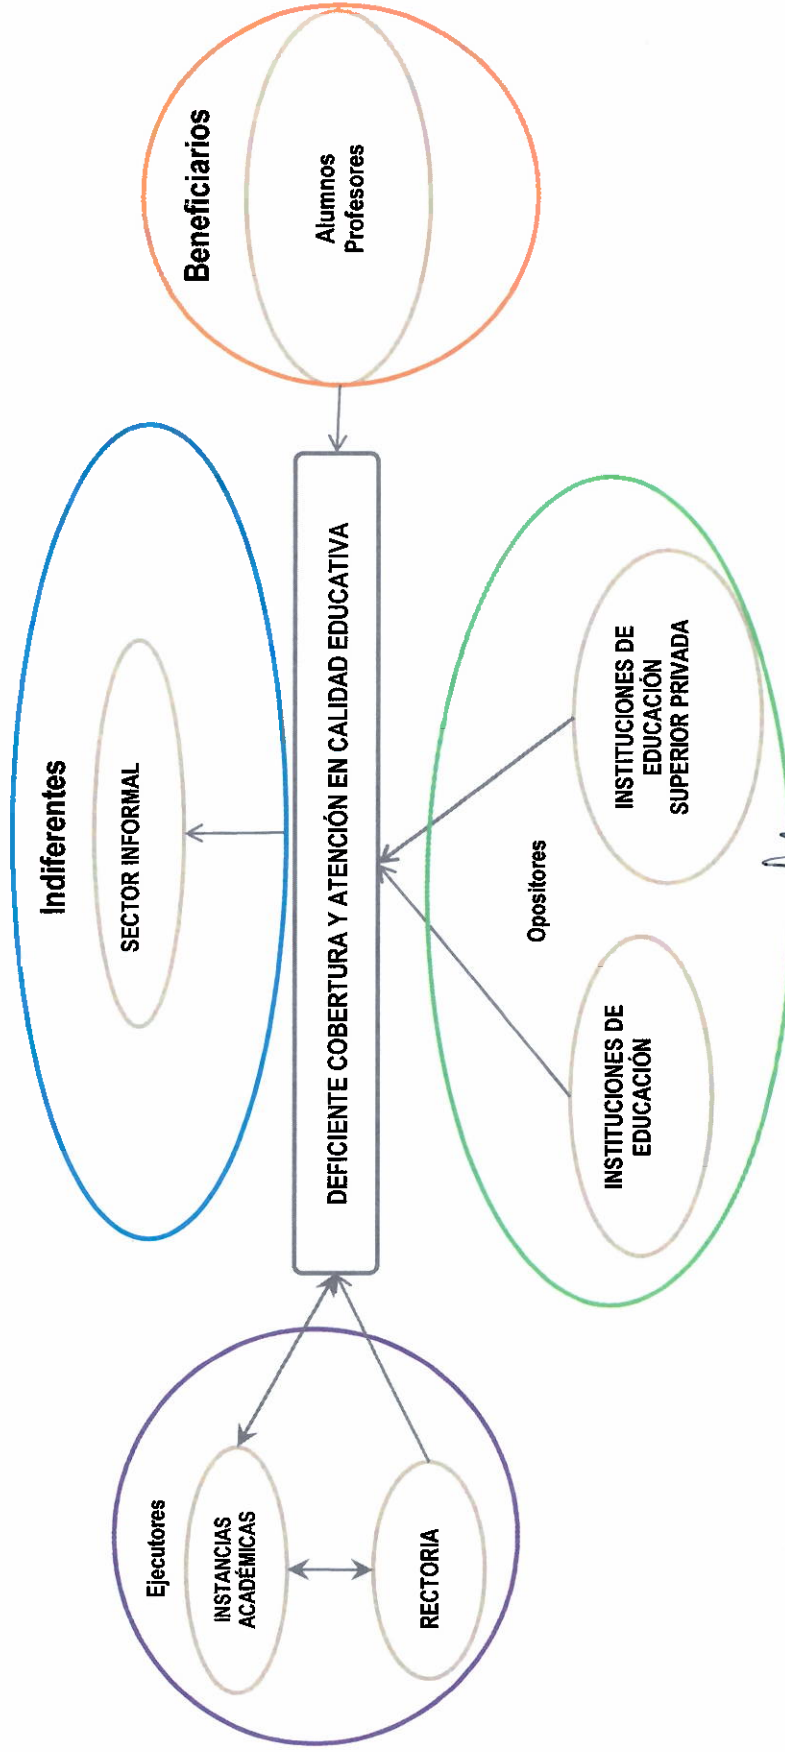 Indiferentes
SECTOR INFORMAL
Ejecutores
INSTANCIAS
ACADÉMICAS
RECTORIA
DEFICIENTE COBERTURA Y ATENCIÓN EN CALIDAD EDUCATIVA
Beneficiarios
Alumnos
Profesores
Opositores
INSTITUCIONES DE
EDUCACIÓN
INSTITUCIONES DE
EDUCACIÓN
SUPERIOR PRIVADA